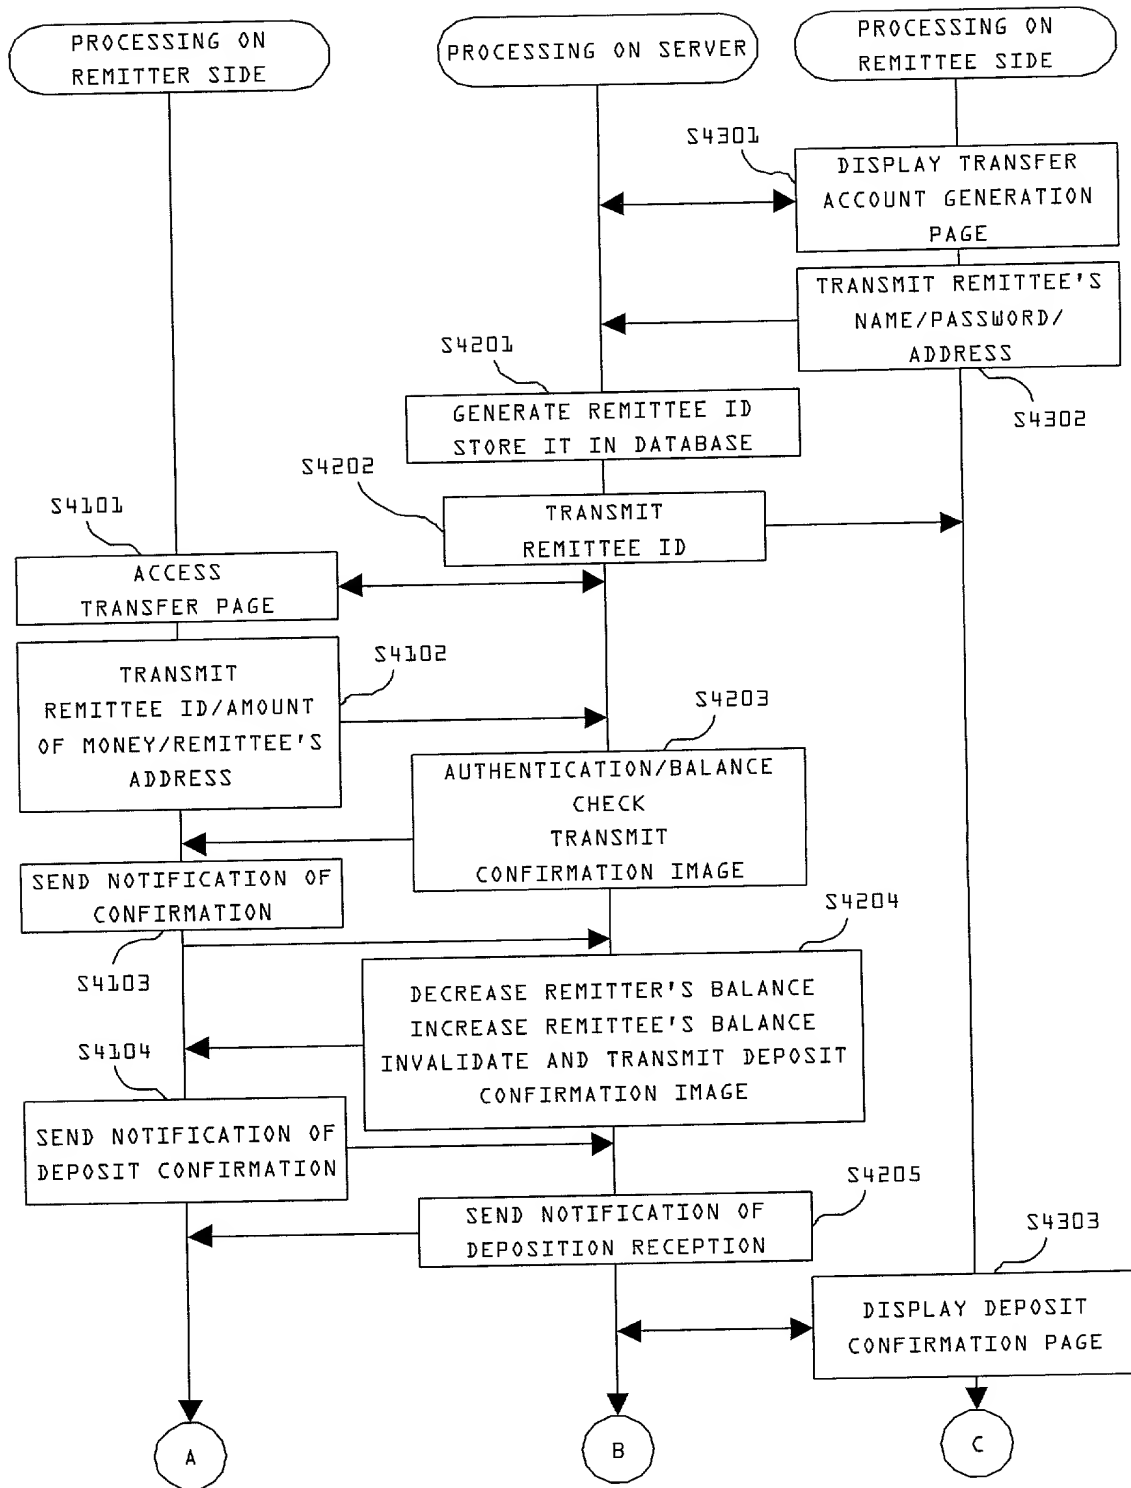 PROCESSING ON
REMITTER SIDE
PROCESSING ON SERVER
PROCESSING ON
REMITTEE SIDE
S4301
DISPLAY TRANSFER
ACCOUNT GENERATION
PAGE
TRANSMIT REMITTEE'S
NAME/PASSWORD/
ADDRESS
S4302
S4201
GENERATE REMITTEE ID
STORE IT IN DATABASE
S4202
TRANSMIT
REMITTEE ID
S4101
ACCESS
TRANSFER PAGE
S4102
TRANSMIT
REMITTEE ID/AMOUNT
OF MONEY/REMITTEE'S
ADDRESS
S4203
AUTHENTICATION/BALANCE
CHECK
TRANSMIT
CONFIRMATION IMAGE
SEND NOTIFICATION OF
CONFIRMATION
S4103
S4204
DECREASE REMITTER'S BALANCE
INCREASE REMITTEE'S BALANCE
INVALIDATE AND TRANSMIT DEPOSIT
CONFIRMATION IMAGE
S4104
SEND NOTIFICATION OF
DEPOSIT CONFIRMATION
S4205
SEND NOTIFICATION OF
DEPOSITION RECEPTION
S4303
DISPLAY DEPOSIT
CONFIRMATION PAGE
A
B
C